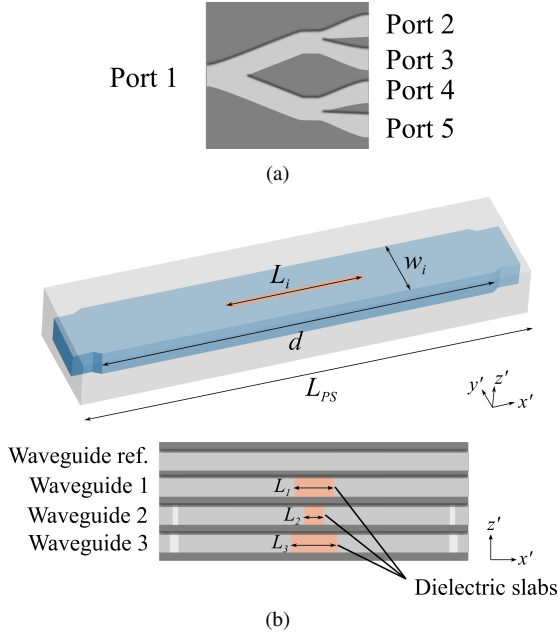 Port 1
Port 2
Port 3
Port 4
Port 5
(a)
L_i
w_i
d
L_PS
y' z' x'
Waveguide ref.
Waveguide 1
L_1
Waveguide 2
L_2
Waveguide 3
L_3
z'
x'
Dielectric slabs
(b)